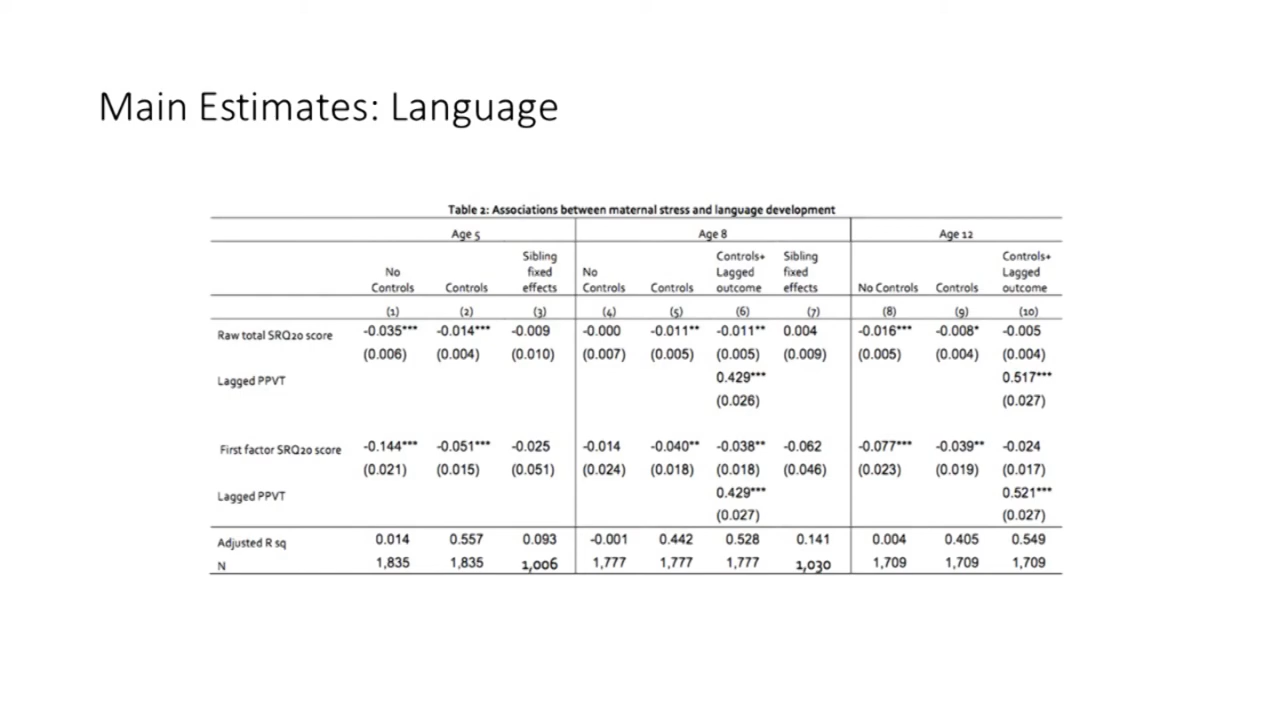 Main Estimates: Language
Table 2: Associations between maternal stress and language development
Age 5 Age 8 Age 12
No Controls Controls Sibling fixed effects No Controls Controls Controls+ Lagged outcome Sibling fixed effects No Controls Controls Controls+ Lagged outcome
(1) (2) (3) (4) (5) (6) (7) (8) (9) (10)
Raw total SRQ20 score -0.035*** -0.014*** -0.009 -0.000 -0.011** -0.011** 0.004 -0.016*** -0.008* -0.005
(0.006) (0.004) (0.010) (0.007) (0.005) (0.005) (0.009) (0.005) (0.004) (0.004)
Lagged PPVT 0.429*** 0.517***
(0.026) (0.027)
First factor SRQ20 score -0.144*** -0.051*** -0.025 -0.014 -0.040** -0.038** -0.062 -0.077*** -0.039** -0.024
(0.021) (0.015) (0.051) (0.024) (0.018) (0.018) (0.046) (0.023) (0.019) (0.017)
Lagged PPVT 0.429*** 0.521***
(0.027) (0.027)
Adjusted R sq 0.014 0.557 0.093 -0.001 0.442 0.528 0.141 0.004 0.405 0.549
N 1,835 1,835 1,006 1,777 1,777 1,777 1,030 1,709 1,709 1,709